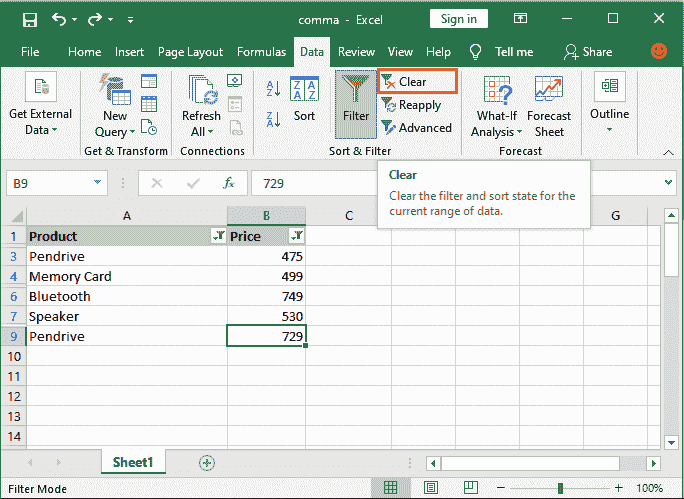 comma - Excel
Sign in
File Home Insert Page Layout Formulas Data Review View Help Tell me Share
Get External Data
New Query
Get & Transform
Refresh All
Connections
A Z
Z A
Z A A Z
Sort
Filter
Clear
Reapply
Advanced
Sort & Filter
What-If Analysis
Forecast Sheet
Forecast
Outline
B9 fx 729
Clear
Clear the filter and sort state for the
current range of data.
A B C G
1 Product Price
3 Pendrive 475
4 Memory Card 499
6 Bluetooth 749
7 Speaker 530
9 Pendrive 729
10
11
12
13
14
Sheet1
Filter Mode 100%